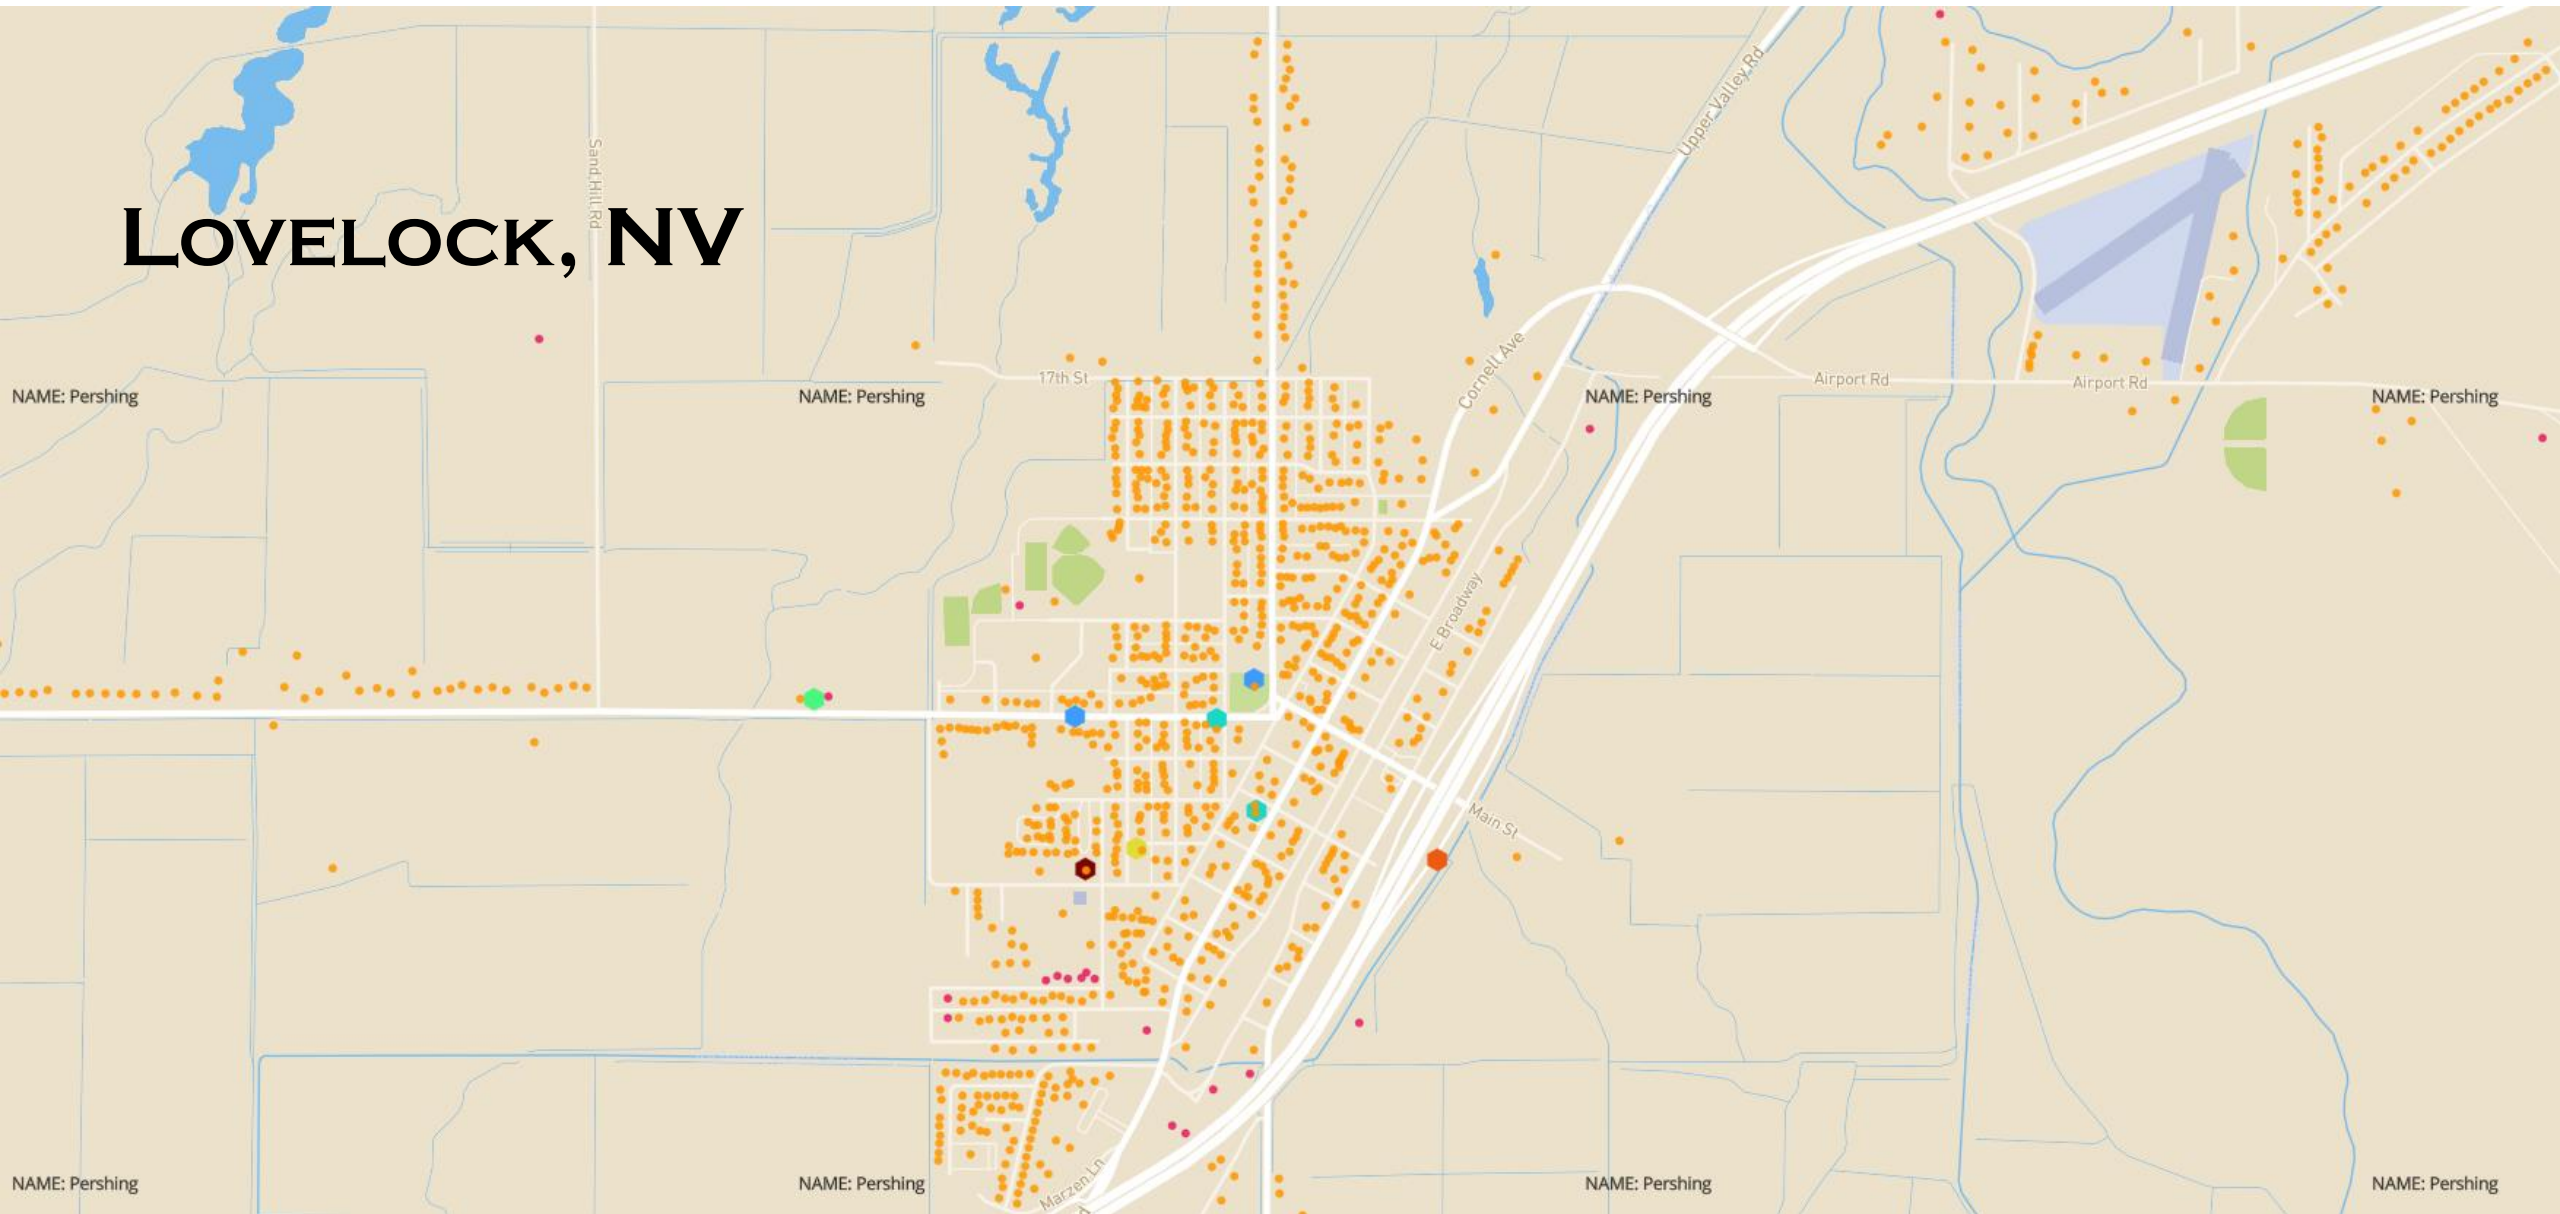 Upper Valley Rd
Sand Hill Rd
LOVELOCK, NV
Cornell Ave
17th St
Airport Rd
Airport Rd
NAME: Pershing
NAME: Pershing
NAME: Pershing
NAME: Pershing
E Broadway
Main St
Marzen Ln
NAME: Pershing
NAME: Pershing
NAME: Pershing
NAME: Pershing